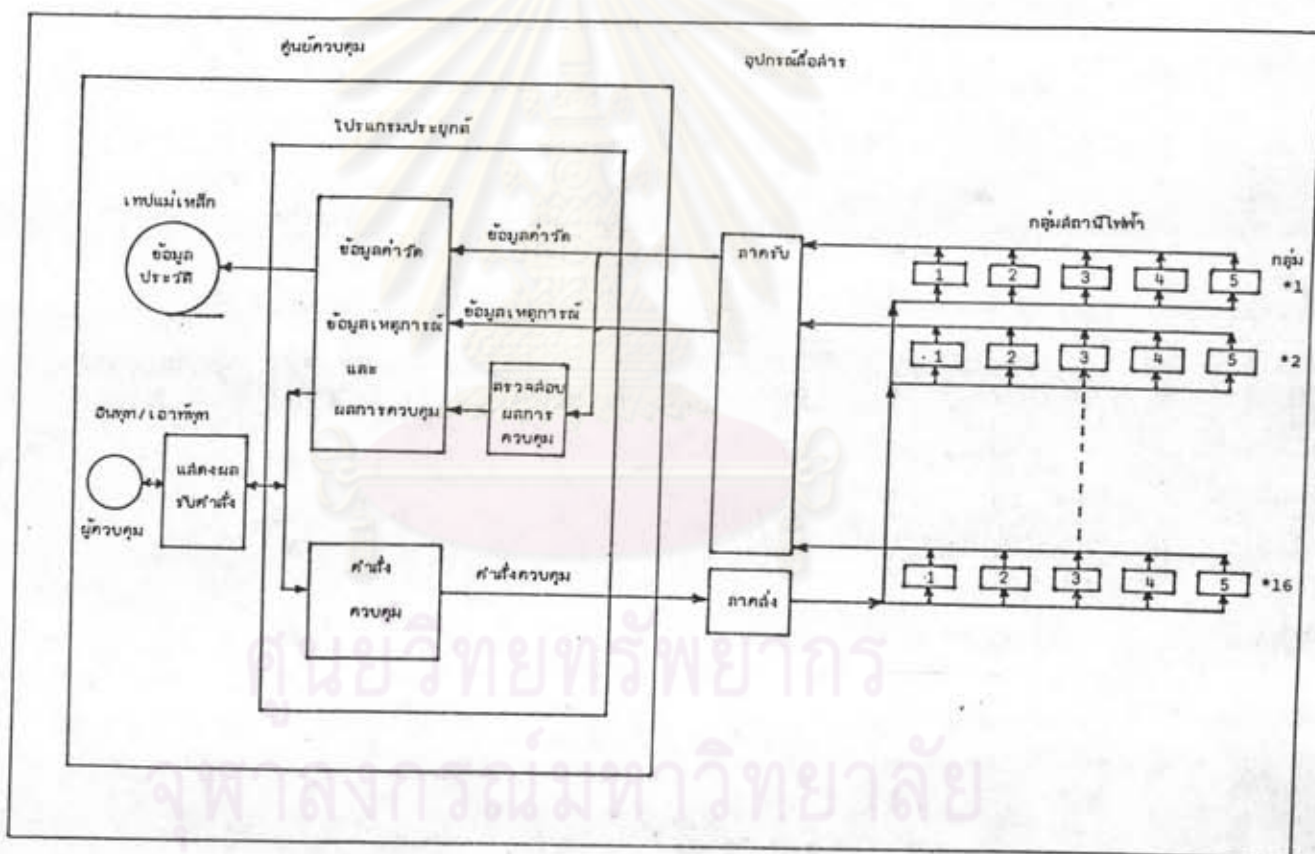 ศูนย์ควบคุม
อุปกรณ์สื่อสาร
โปรแกรมประยุกต์
เทปแม่เหล็ก
ข้อมูล
ประวัติ
ข้อมูลค่าวัด
ข้อมูลเหตุการณ์
และ
ผลการควบคุม
ข้อมูลค่าวัด
ข้อมูลเหตุการณ์
ตรวจสอบ
ผลการ
ควบคุม
ภาครับ
กลุ่มสถานีไฟฟ้า
กลุ่ม
1 2 3 4 5 *1
1 2 3 4 5 *2
1 2 3 4 5 *16
อินพุท/เอาท์พุท
แสดงผล
รับคำสั่ง
ผู้ควบคุม
คำสั่ง
ควบคุม
คำสั่งควบคุม
ภาคส่ง
ศูนย์วิทยทรัพยากร
จุฬาลงกรณ์มหาวิทยาลัย